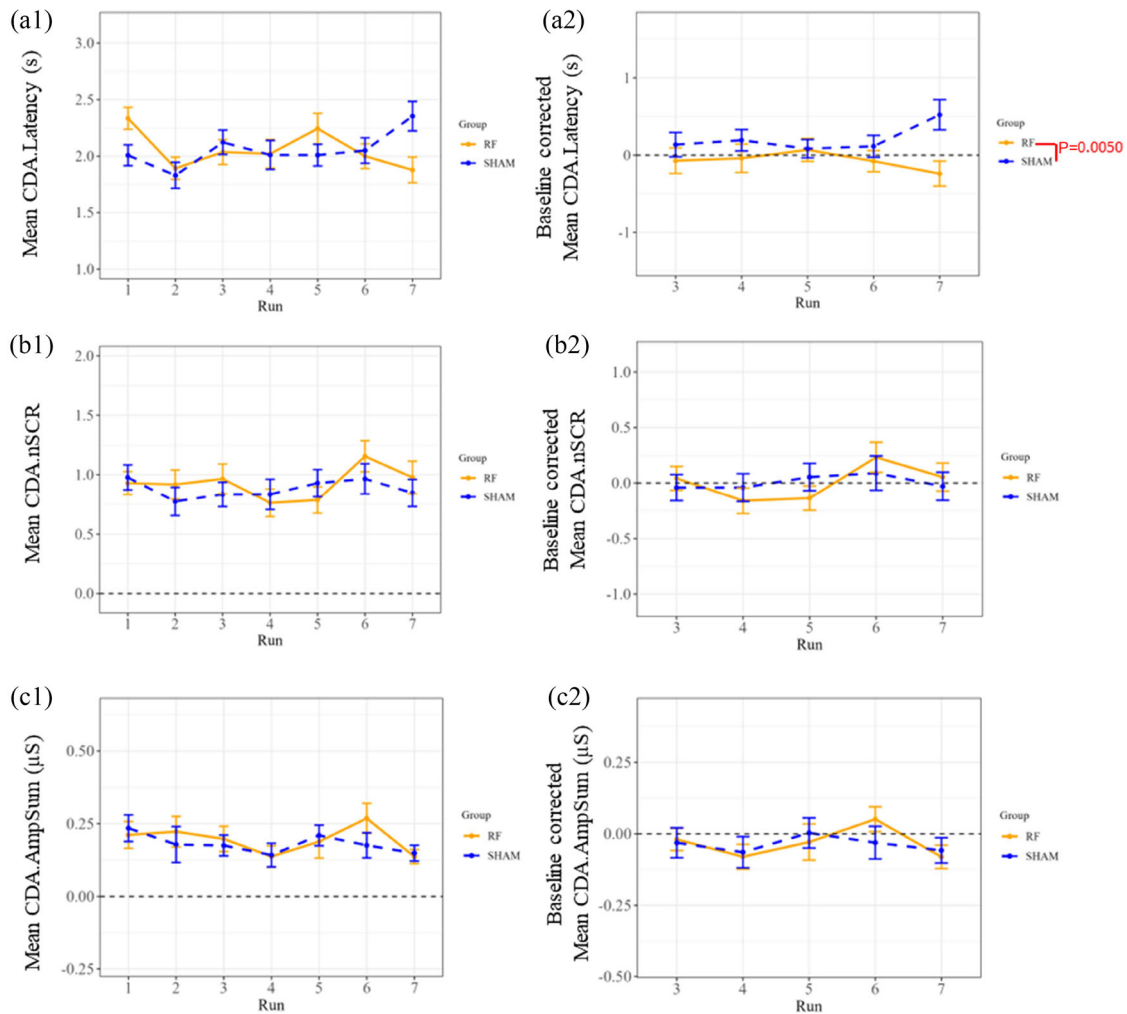 (a1)
Mean CDA.Latency (s)
3.0
2.5
2.0
1.5
1.0
1 2 3 4 5 6 7
Run
Group
RF
SHAM
(a2)
Baseline corrected
Mean CDA.Latency (s)
1
0
-1
3 4 5 6 7
Run
Group
RF
SHAM
P=0.0050
(b1)
Mean CDA.nSCR
2.0
1.5
1.0
0.5
0.0
1 2 3 4 5 6 7
Run
Group
RF
SHAM
(b2)
Baseline corrected
Mean CDA.nSCR
1.0
0.5
0.0
-0.5
-1.0
3 4 5 6 7
Run
Group
RF
SHAM
(c1)
Mean CDA.AmpSum (µS)
0.50
0.25
0.00
-0.25
1 2 3 4 5 6 7
Run
Group
RF
SHAM
(c2)
Baseline corrected
Mean CDA.AmpSum (µS)
0.25
0.00
-0.25
-0.50
3 4 5 6 7
Run
Group
RF
SHAM